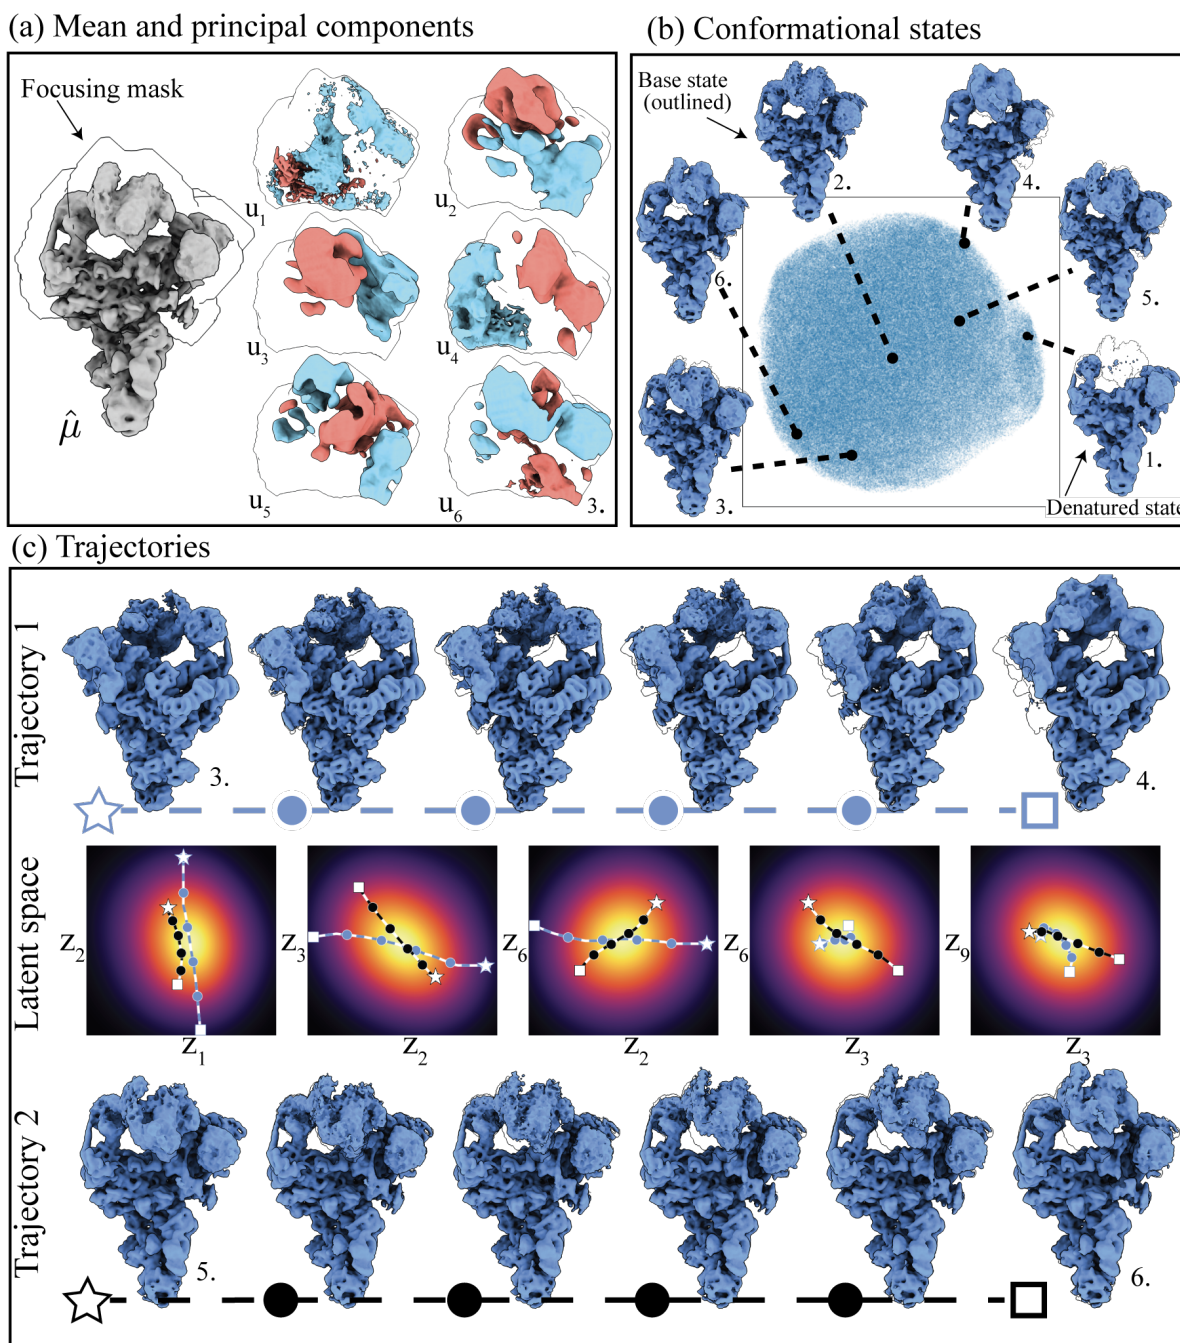 (a) Mean and principal components
Focusing mask
μ̂
u1
u2
u3
u4
u5
u6
3.
(b) Conformational states
Base state
(outlined)
2.
4.
6.
5.
3.
1.
Denatured state
(c) Trajectories
Trajectory 1
3.
4.
Latent space
Z2
Z1
Z3
Z2
Z6
Z2
Z6
Z3
Z9
Z3
Trajectory 2
5.
6.